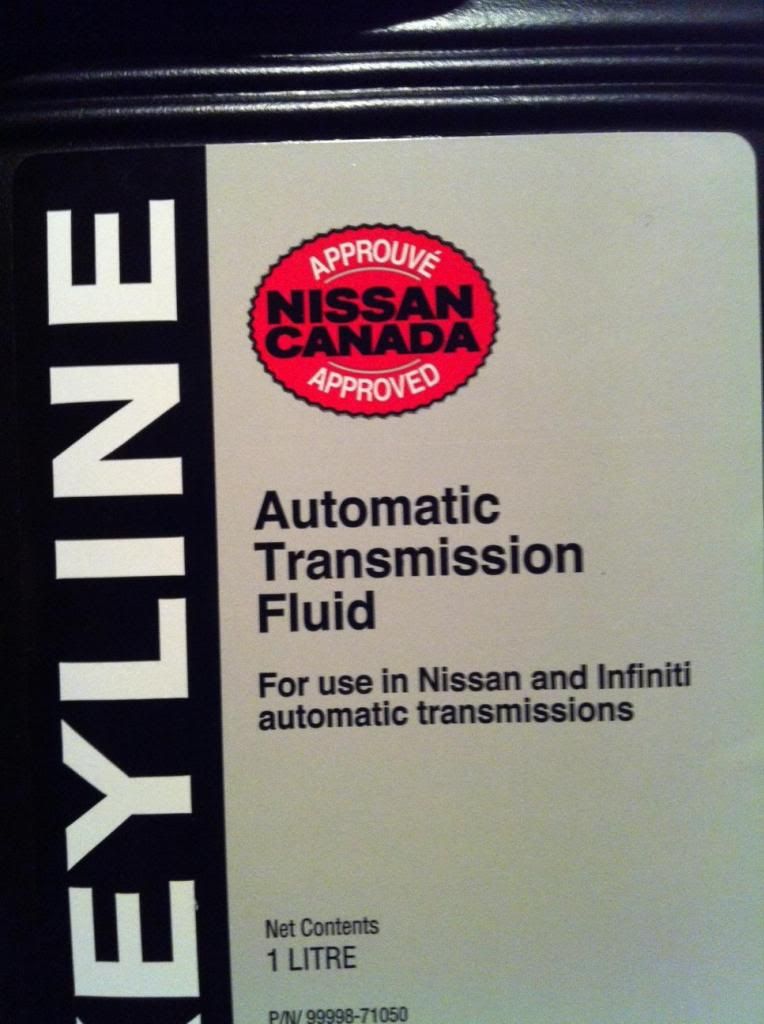 KEYLINE
APPROUVÉ
NISSAN
CANADA
APPROVED
Automatic
Transmission
Fluid
For use in Nissan and Infiniti
automatic transmissions
Net Contents
1 LITRE
P/N/ 99998-71050